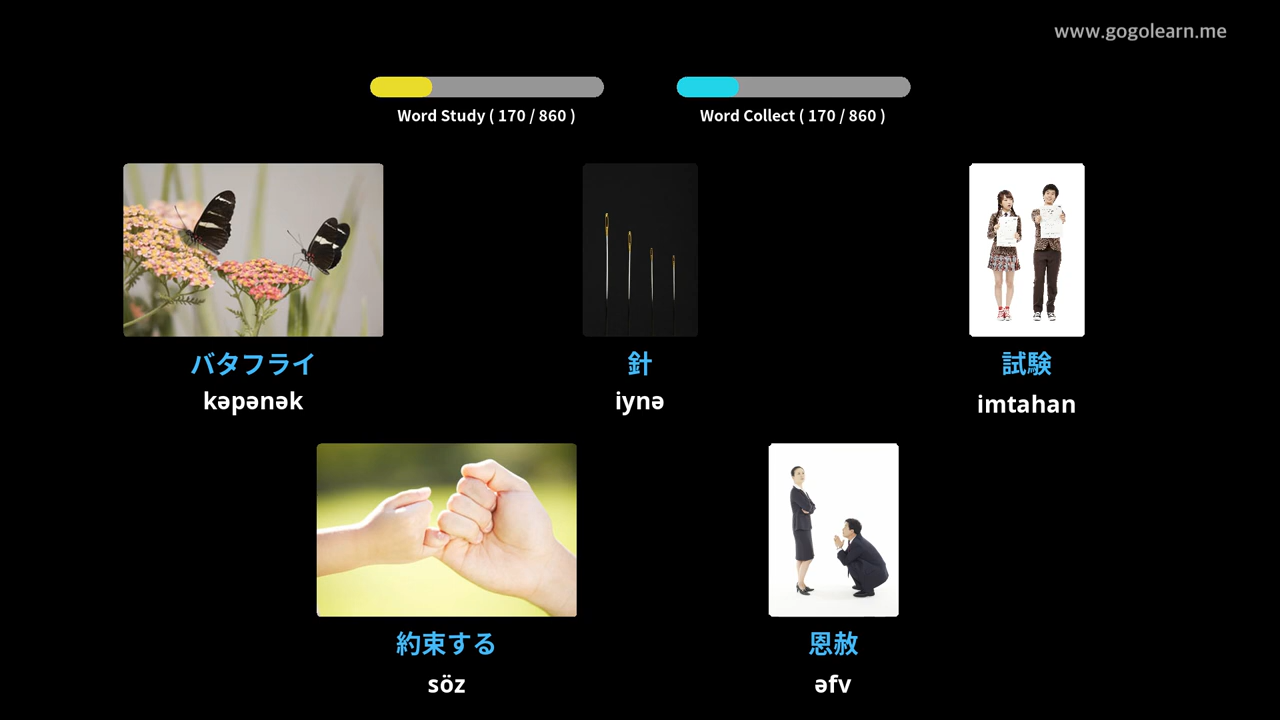 www.gogolearn.me
Word Study ( 170 / 860 )
Word Collect ( 170 / 860 )
バタフライ
kəpənək
針
iynə
試験
imtahan
約束する
söz
恩赦
əfv